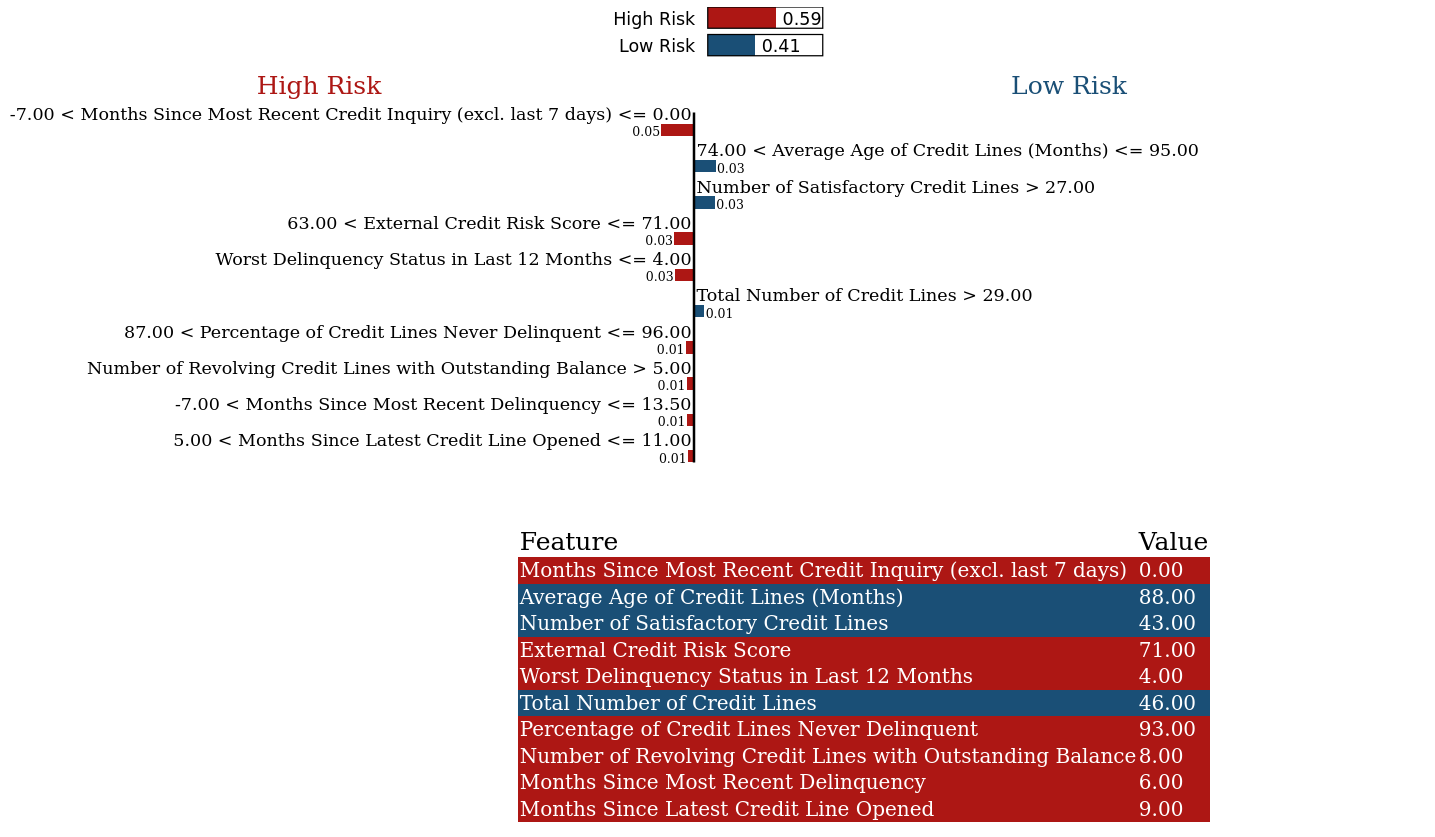 High Risk 0.59
Low Risk 0.41
High Risk Low Risk
-7.00 < Months Since Most Recent Credit Inquiry (excl. last 7 days) <= 0.00
0.05
74.00 < Average Age of Credit Lines (Months) <= 95.00
0.03
Number of Satisfactory Credit Lines > 27.00
0.03
63.00 < External Credit Risk Score <= 71.00
0.03
Worst Delinquency Status in Last 12 Months <= 4.00
0.03
Total Number of Credit Lines > 29.00
0.01
87.00 < Percentage of Credit Lines Never Delinquent <= 96.00
0.01
Number of Revolving Credit Lines with Outstanding Balance > 5.00
0.01
-7.00 < Months Since Most Recent Delinquency <= 13.50
0.01
5.00 < Months Since Latest Credit Line Opened <= 11.00
0.01
Feature Value
Months Since Most Recent Credit Inquiry (excl. last 7 days) 0.00
Average Age of Credit Lines (Months) 88.00
Number of Satisfactory Credit Lines 43.00
External Credit Risk Score 71.00
Worst Delinquency Status in Last 12 Months 4.00
Total Number of Credit Lines 46.00
Percentage of Credit Lines Never Delinquent 93.00
Number of Revolving Credit Lines with Outstanding Balance 8.00
Months Since Most Recent Delinquency 6.00
Months Since Latest Credit Line Opened 9.00